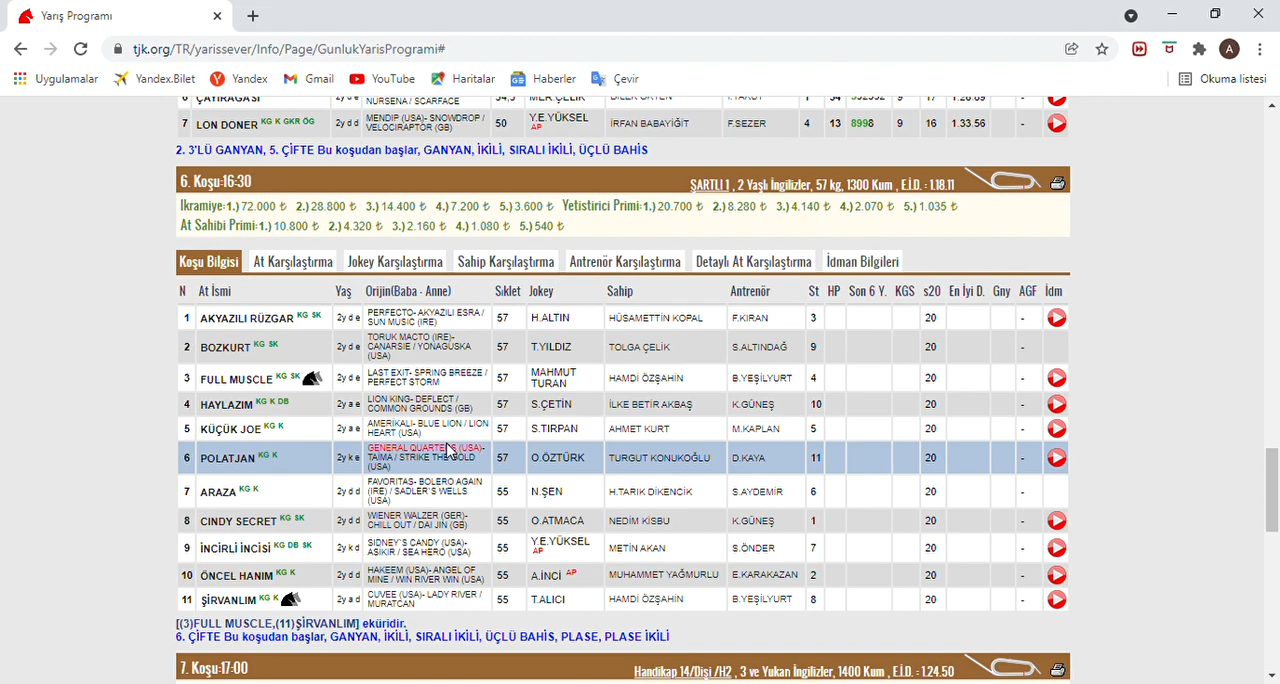 Yarış Programı
tjk.org/TR/yarissever/Info/Page/GunlukYarisProgrami#
A
Uygulamalar Yandex.Bilet Yandex Gmail YouTube Haritalar Haberler Çevir Okuma listesi
NURSENA / SCARFACE
7 LON DONER KG K GKR ÖG 2y d d MENDIP (USA)- SNOWDROP / VELOCIRAPTOR (GB) 50 Y.E.YÜKSEL AP İRFAN BABAYİĞİT F.SEZER 4 13 8998 9 16 1.33.56 -
2. 3'LÜ GANYAN, 5. ÇİFTE Bu koşudan başlar, GANYAN, İKİLİ, SIRALI İKİLİ, ÜÇLÜ BAHİS
6. Koşu:16:30 ŞARTLI 1 , 2 Yaşlı İngilizler, 57 kg, 1300 Kum , E.İ.D. : 1.18.11
Ikramiye:1.) 72.000 ₺ 2.) 28.800 ₺ 3.) 14.400 ₺ 4.) 7.200 ₺ 5.) 3.600 ₺ Yetistirici Primi:1.) 20.700 ₺ 2.) 8.280 ₺ 3.) 4.140 ₺ 4.) 2.070 ₺ 5.) 1.035 ₺
At Sahibi Primi:1.) 10.800 ₺ 2.) 4.320 ₺ 3.) 2.160 ₺ 4.) 1.080 ₺ 5.) 540 ₺
Koşu Bilgisi At Karşılaştırma Jokey Karşılaştırma Sahip Karşılaştırma Antrenör Karşılaştırma Detaylı At Karşılaştırma İdman Bilgileri
N At İsmi Yaş Orijin(Baba - Anne) Sıklet Jokey Sahip Antrenör St HP Son 6 Y. KGS s20 En İyi D. Gny AGF İdm
1 AKYAZILI RÜZGAR KG SK 2y d e PERFECTO- AKYAZILI ESRA / SUN MUSIC (IRE) 57 H.ALTIN HÜSAMETTİN KOPAL F.KIRAN 3 20 -
2 BOZKURT KG SK 2y d e TORUK MACTO (IRE)- CANARSIE / YONAGUSKA (USA) 57 T.YILDIZ TOLGA ÇELİK S.ALTINDAĞ 9 20 -
3 FULL MUSCLE KG SK 2y d e LAST EXIT- SPRING BREEZE / PERFECT STORM 57 MAHMUT TURAN HAMDİ ÖZŞAHİN B.YEŞİLYURT 4 20 -
4 HAYLAZIM KG K DB 2y a e LION KING- DEFLECT / COMMON GROUNDS (GB) 57 S.ÇETİN İLKE BETİR AKBAŞ K.GÜNEŞ 10 20 -
5 KÜÇÜK JOE KG K 2y a e AMERİKALI- BLUE LION / LION HEART (USA) 57 S.TIRPAN AHMET KURT M.KAPLAN 5 20 -
6 POLATJAN KG K 2y k e GENERAL QUARTERS (USA)- TAIMA / STRIKE THE GOLD (USA) 57 O.ÖZTÜRK TURGUT KONUKOĞLU D.KAYA 11 20 -
7 ARAZA KG K 2y d d FAVORITAS- BOLERO AGAIN (IRE) / SADLER'S WELLS (USA) 55 N.ŞEN H.TARIK DİKENCİK S.AYDEMİR 6 20 -
8 CINDY SECRET KG SK 2y d d WIENER WALZER (GER)- CHILL OUT / DAI JIN (GB) 55 O.ATMACA NEDİM KISBU K.GÜNEŞ 1 20 -
9 İNCİRLİ İNCİSİ KG DB SK 2y k d SIDNEY'S CANDY (USA)- ASIKIR / SEA HERO (USA) 55 Y.E.YÜKSEL AP METİN AKAN S.ÖNDER 7 20 -
10 ÖNCEL HANIM KG K 2y d d HAKEEM (USA)- ANGEL OF MINE / WIN RIVER WIN (USA) 55 A.İNCİ AP MUHAMMET YAĞMURLU E.KARAKAZAN 2 20 -
11 ŞİRVANLIM KG K 2y a d CUVEE (USA)- LADY RIVER / MURATCAN 55 T.ALICI HAMDİ ÖZŞAHİN B.YEŞİLYURT 8 20 -
[(3)FULL MUSCLE,(11)ŞİRVANLIM] eküridir.
6. ÇİFTE Bu koşudan başlar, GANYAN, İKİLİ, SIRALI İKİLİ, ÜÇLÜ BAHİS, PLASE, PLASE İKİLİ
7. Koşu:17:00 Handikap 14/Dişi /H2 , 3 ve Yukarı İngilizler, 1400 Kum , E.İ.D. : 1.24.50